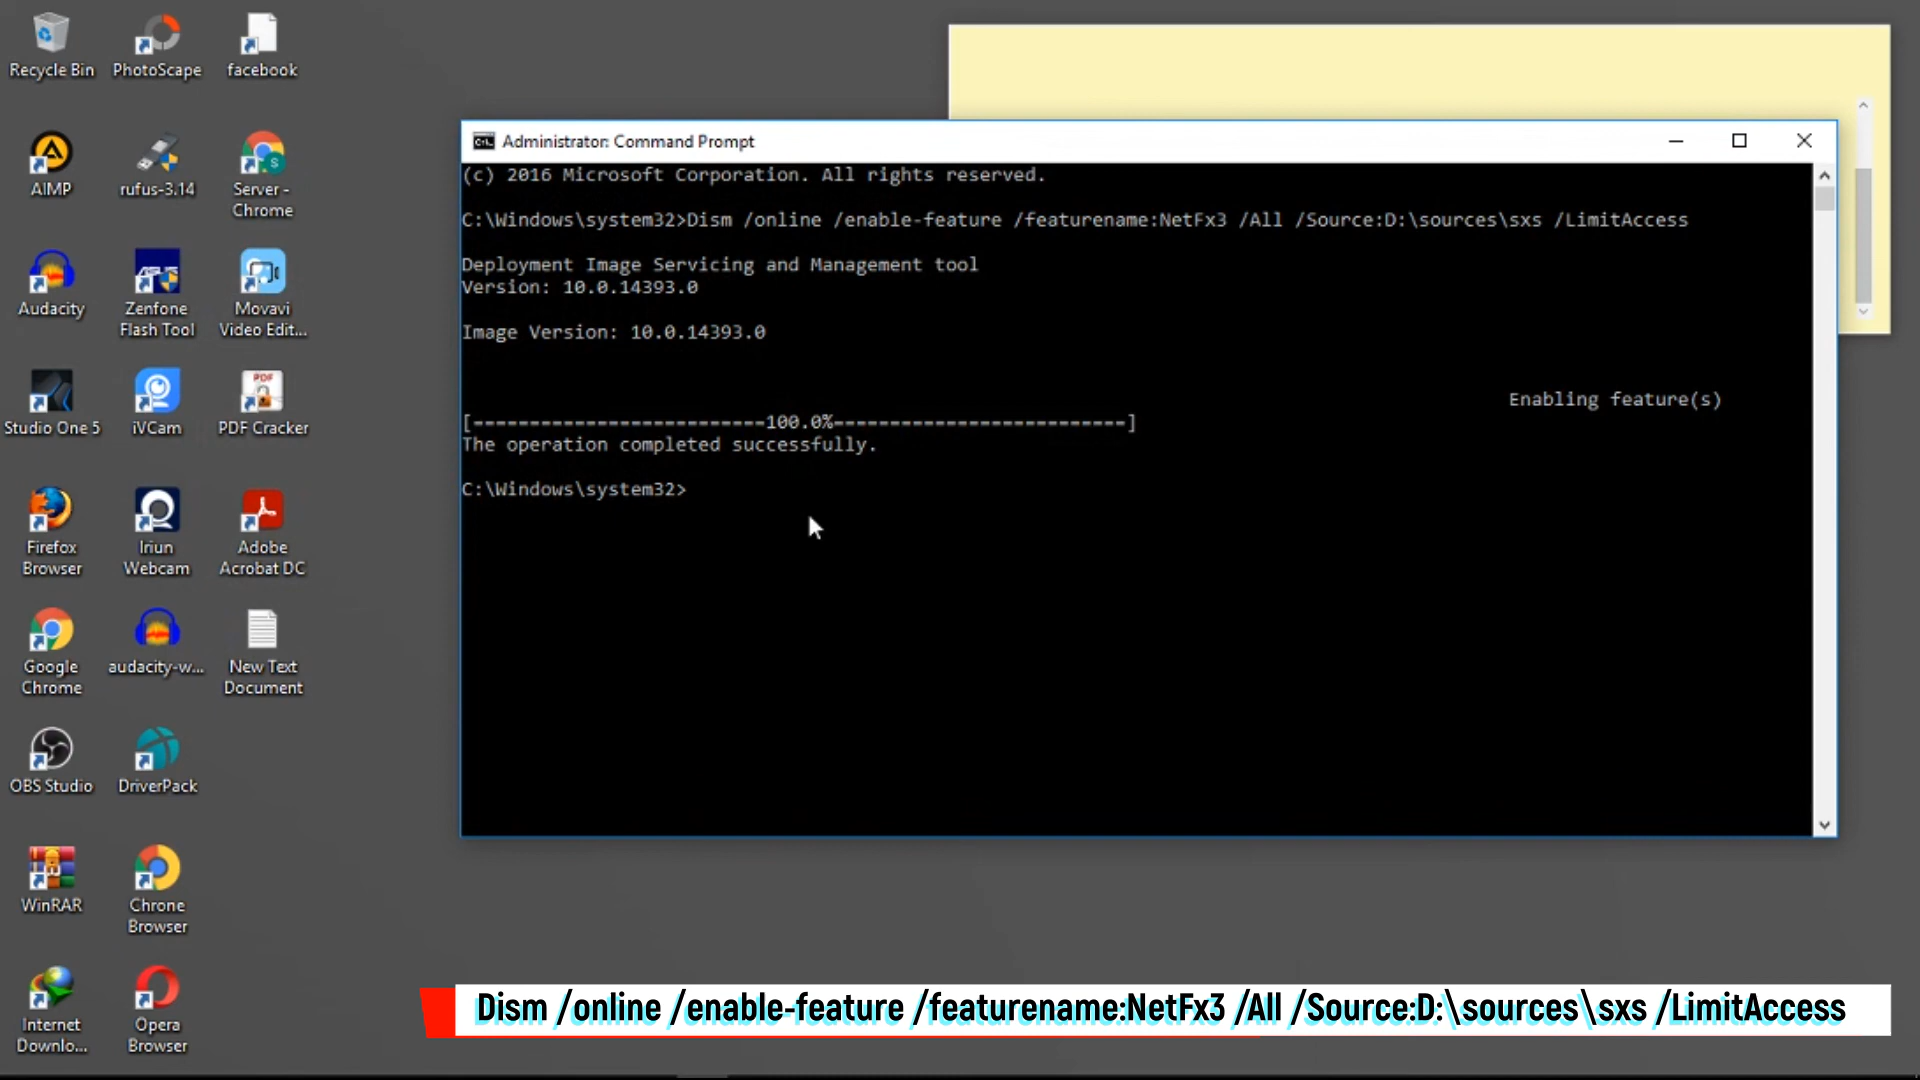 Recycle Bin
PhotoScape
facebook
AIMP
rufus-3.14
Server -
Chrome
Audacity
Zenfone
Flash Tool
Movavi
Video Edit...
Studio One 5
iVCam
PDF
PDF Cracker
Firefox
Browser
Iriun
Webcam
Adobe
Acrobat DC
Google
Chrome
audacity-w...
New Text
Document
OBS Studio
DriverPack
WinRAR
Chrone
Browser
Internet
Downlo...
Opera
Browser
Administrator: Command Prompt
(c) 2016 Microsoft Corporation. All rights reserved.
C:\Windows\system32>Dism /online /enable-feature /featurename:NetFx3 /All /Source:D:\sources\sxs /LimitAccess
Deployment Image Servicing and Management tool
Version: 10.0.14393.0
Image Version: 10.0.14393.0
Enabling feature(s)
[--------------------------100.0%--------------------------]
The operation completed successfully.
C:\Windows\system32>
Dism /online /enable-feature /featurename:NetFx3 /All /Source:D:\sources\sxs /LimitAccess